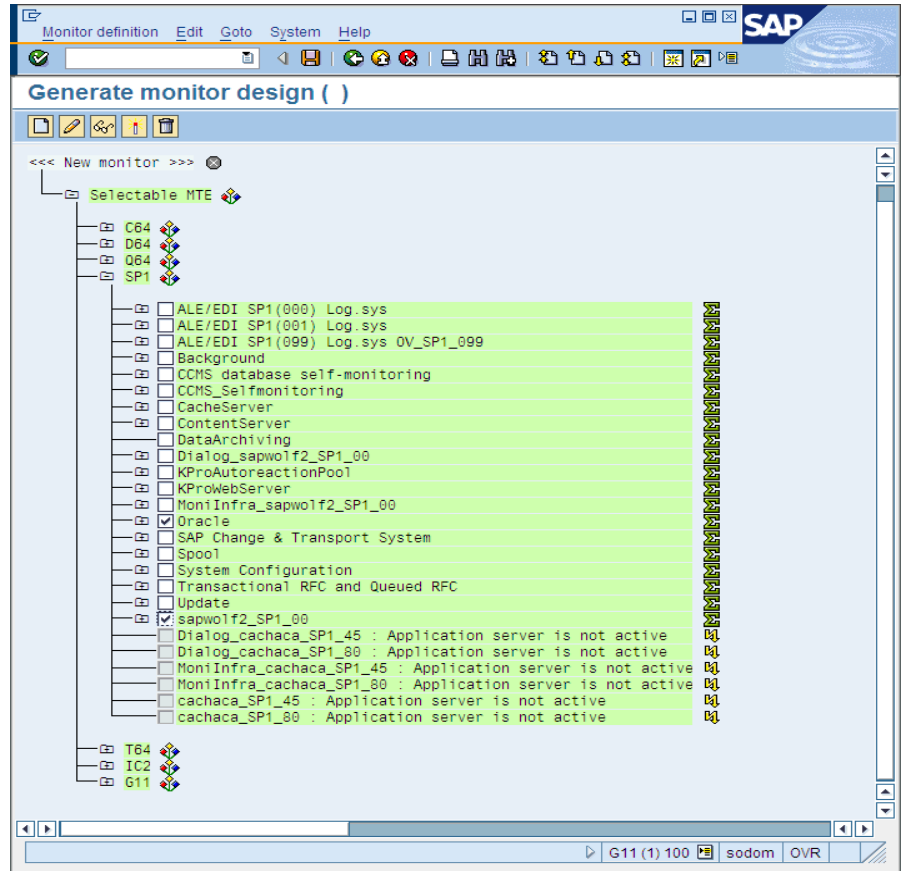 Monitor definition Edit Goto System Help
SAP
Generate monitor design ( )
<<< New monitor >>>
Selectable MTE
C64
D64
Q64
SP1
ALE/EDI SP1(000) Log.sys
ALE/EDI SP1(001) Log.sys
ALE/EDI SP1(099) Log.sys OV_SP1_099
Background
CCMS database self-monitoring
CCMS_Selfmonitoring
CacheServer
ContentServer
DataArchiving
Dialog_sapwolf2_SP1_00
KProAutoreactionPool
KProWebServer
MoniInfra_sapwolf2_SP1_00
Oracle
SAP Change & Transport System
Spool
System Configuration
Transactional RFC and Queued RFC
Update
sapwolf2_SP1_00
Dialog_cachaca_SP1_45 : Application server is not active
Dialog_cachaca_SP1_80 : Application server is not active
MoniInfra_cachaca_SP1_45 : Application server is not active
MoniInfra_cachaca_SP1_80 : Application server is not active
cachaca_SP1_45 : Application server is not active
cachaca_SP1_80 : Application server is not active
T64
IC2
G11
G11 (1) 100 sodom OVR